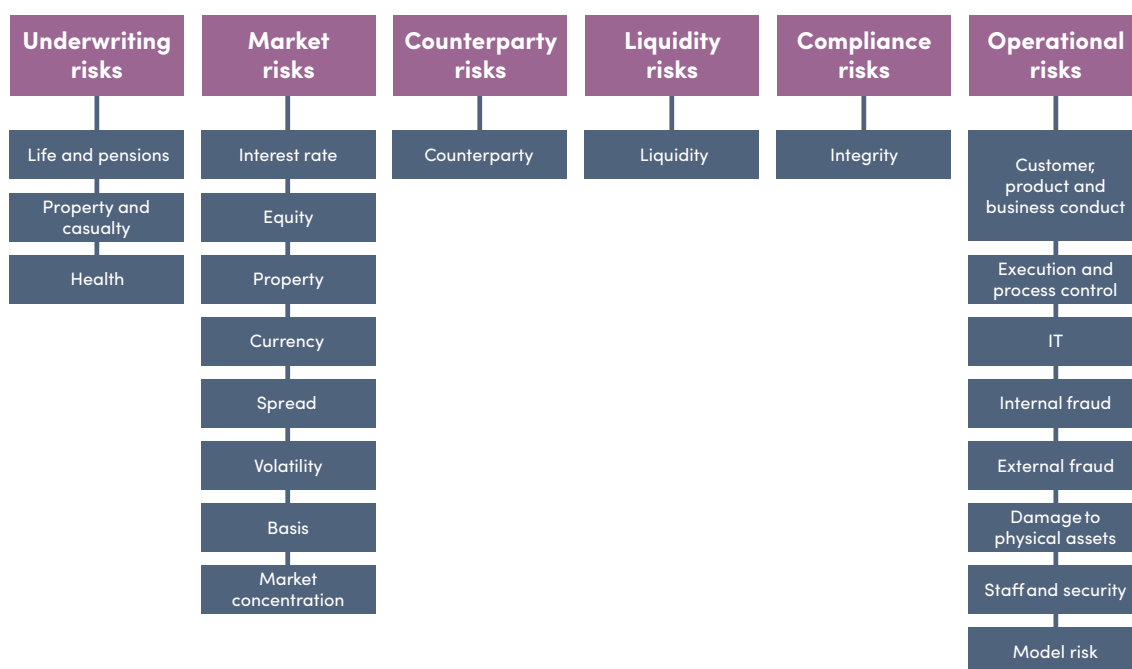 Underwriting
risks
Life and pensions
Property and
casualty
Health
Market
risks
Interest rate
Equity
Property
Currency
Spread
Volatility
Basis
Market
concentration
Counterparty
risks
Counterparty
Liquidity
risks
Liquidity
Compliance
risks
Integrity
Operational
risks
Customer,
product and
business conduct
Execution and
process control
IT
Internal fraud
External fraud
Damage to
physical assets
Staff and security
Model risk